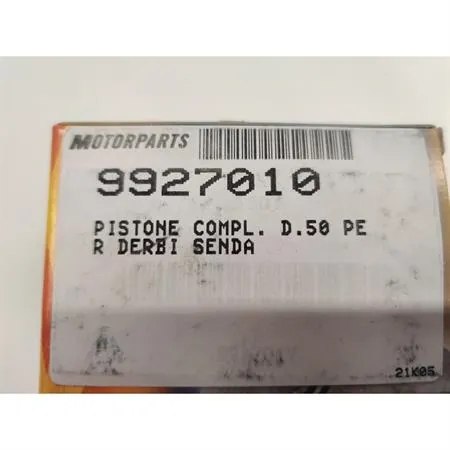 MOTORPARTS
9927010
PISTONE COMPL. D.50 PE
R DERBI SENDA
21K05